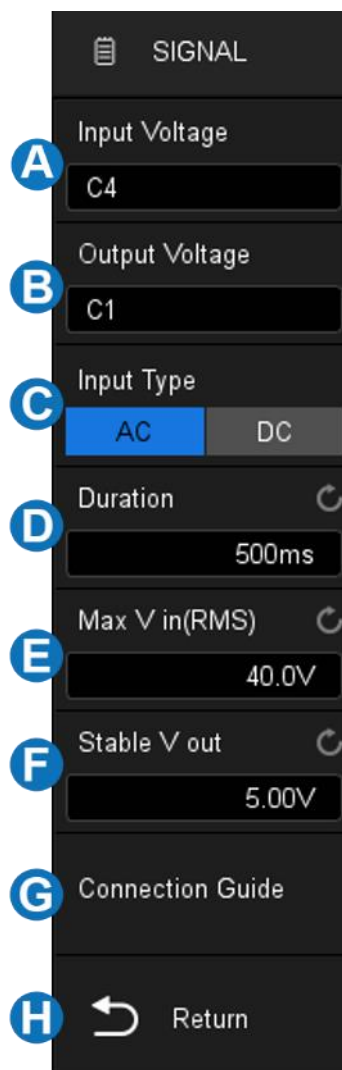 SIGNAL
A
Input Voltage
C4
B
Output Voltage
C1
C
Input Type
AC DC
D
Duration
500ms
E
Max V in(RMS)
40.0V
F
Stable V out
5.00V
G
Connection Guide
H
Return